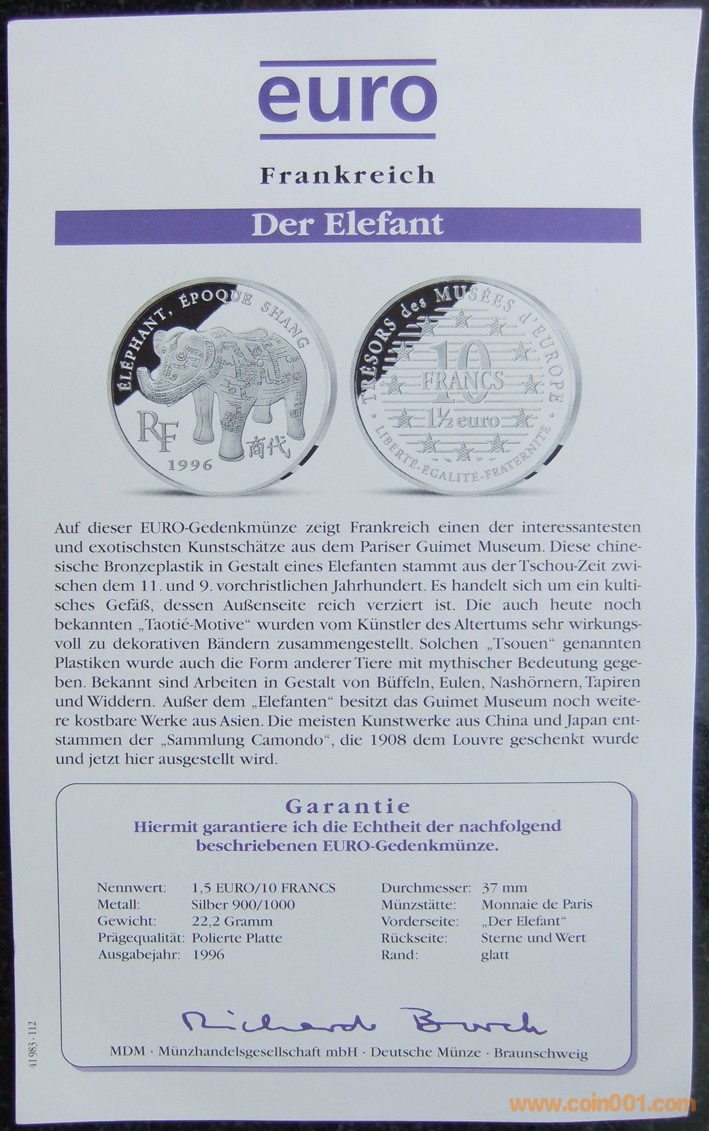 euro
Frankreich
Der Elefant
ÉLÉPHANT, ÉPOQUE SHANG
RF
1996
商代
TRÉSORS des MUSÉES d'EUROPE
10
FRANCS
1½ euro
• LIBERTÉ-ÉGALITÉ-FRATERNITÉ •
Auf dieser EURO-Gedenkmünze zeigt Frankreich einen der interessantesten
und exotischsten Kunstschätze aus dem Pariser Guimet Museum. Diese chine-
sische Bronzeplastik in Gestalt eines Elefanten stammt aus der Tschou-Zeit zwi-
schen dem 11. und 9. vorchristlichen Jahrhundert. Es handelt sich um ein kulti-
sches Gefäß, dessen Außenseite reich verziert ist. Die auch heute noch
bekannten „Taotié-Motive“ wurden vom Künstler des Altertums sehr wirkungs-
voll zu dekorativen Bändern zusammengestellt. Solchen „Tsouen“ genannten
Plastiken wurde auch die Form anderer Tiere mit mythischer Bedeutung gege-
ben. Bekannt sind Arbeiten in Gestalt von Büffeln, Eulen, Nashörnern, Tapiren
und Widdern. Außer dem „Elefanten“ besitzt das Guimet Museum noch weite-
re kostbare Werke aus Asien. Die meisten Kunstwerke aus China und Japan ent-
stammen der „Sammlung Camondo“, die 1908 dem Louvre geschenkt wurde
und jetzt hier ausgestellt wird.
Garantie
Hiermit garantiere ich die Echtheit der nachfolgend
beschriebenen EURO-Gedenkmünze.
Nennwert: 1,5 EURO/10 FRANCS
Metall: Silber 900/1000
Gewicht: 22,2 Gramm
Prägequalität: Polierte Platte
Ausgabejahr: 1996
Durchmesser: 37 mm
Münzstätte: Monnaie de Paris
Vorderseite: „Der Elefant“
Rückseite: Sterne und Wert
Rand: glatt
MDM · Münzhandelsgesellschaft mbH · Deutsche Münze · Braunschweig
41983-112
www.coin001.com